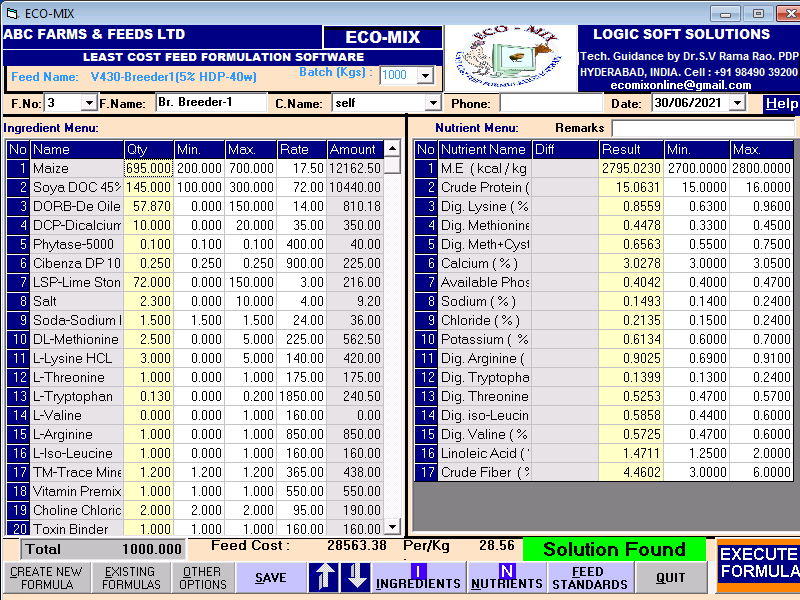 ECO-MIX
ABC FARMS & FEEDS LTD
ECO-MIX
LEAST COST FEED FORMULATION SOFTWARE
ECO - MIX
LOGIC SOFT SOLUTIONS
Tech. Guidance by Dr.S.V Rama Rao. PDP
HYDERABAD, INDIA. Cell : +91 98490 39200
ecomixonline@gmail.com
Feed Name: V430-Breeder1(5% HDP-40w) Batch (Kgs) : 1000
F.No: 3 F.Name: Br. Breeder-1 C.Name: self Phone: Date: 30/06/2021 Help
Ingredient Menu:
No Name Qty Min. Max. Rate Amount
1 Maize 695.000 200.000 700.000 17.50 12162.50
2 Soya DOC 45% 145.000 100.000 300.000 72.00 10440.00
3 DORB-De Oile 57.870 0.000 150.000 14.00 810.18
4 DCP-Dicalcium 10.000 0.000 20.000 35.00 350.00
5 Phytase-5000 0.100 0.100 0.100 400.00 40.00
6 Cibenza DP 10 0.250 0.250 0.250 900.00 225.00
7 LSP-Lime Ston 72.000 0.000 150.000 3.00 216.00
8 Salt 2.300 0.000 10.000 4.00 9.20
9 Soda-Sodium I 1.500 1.500 1.500 24.00 36.00
10 DL-Methionine 2.500 0.000 5.000 225.00 562.50
11 L-Lysine HCL 3.000 0.000 5.000 140.00 420.00
12 L-Threonine 1.000 0.000 1.000 175.00 175.00
13 L-Tryptophan 0.130 0.000 0.200 1850.00 240.50
14 L-Valine 0.000 0.000 1.000 160.00 0.00
15 L-Arginine 1.000 0.000 1.000 850.00 850.00
16 L-Iso-Leucine 1.000 0.000 1.000 160.00 160.00
17 TM-Trace Mine 1.200 1.200 1.200 365.00 438.00
18 Vitamin Premix 1.000 1.000 1.000 550.00 550.00
19 Choline Chloric 2.000 2.000 2.000 95.00 190.00
20 Toxin Binder 1.000 1.000 1.000 160.00 160.00
Nutrient Menu: Remarks
No Nutrient Name Diff Result Min. Max.
1 M.E ( kcal / kg 2795.0230 2700.0000 2800.0000
2 Crude Protein ( 15.0631 15.0000 16.0000
3 Dig. Lysine ( % 0.8559 0.6300 0.9600
4 Dig. Methionine 0.4478 0.3300 0.4500
5 Dig. Meth+Cyst 0.6563 0.5500 0.7500
6 Calcium ( % ) 3.0278 3.0000 3.0500
7 Available Phos 0.4042 0.4000 0.4700
8 Sodium ( % ) 0.1493 0.1400 0.2400
9 Chloride ( % ) 0.2135 0.1500 0.2400
10 Potassium ( % 0.6134 0.6000 0.7000
11 Dig. Arginine ( 0.9025 0.6900 0.9100
12 Dig. Tryptopha 0.1399 0.1300 0.2400
13 Dig. Threonine 0.5253 0.4700 0.5700
14 Dig. iso-Leucin 0.5858 0.4400 0.6000
15 Dig. Valine ( % 0.5725 0.4700 0.6000
16 Linoleic Acid ( 1.4711 1.2500 2.0000
17 Crude Fiber ( % 4.4602 3.0000 6.0000
Total 1000.000 Feed Cost : 28563.38 Per/Kg : 28.56 Solution Found
CREATE NEW FORMULA
EXISTING FORMULAS
OTHER OPTIONS
SAVE
I INGREDIENTS
N NUTRIENTS
FEED STANDARDS
QUIT
EXECUTE FORMULA